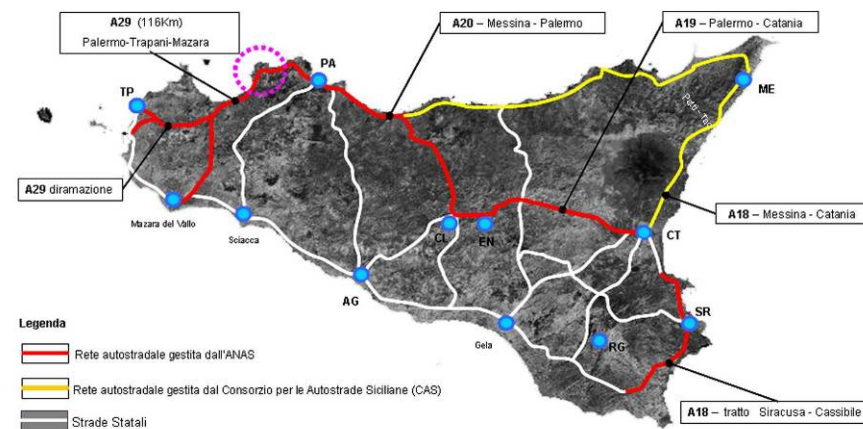 A29 (116Km)
Palermo-Trapani-Mazara
A20 – Messina - Palermo
A19 – Palermo - Catania
PA
TP
ME
A29 diramazione
A18 – Messina - Catania
Mazara del Vallo
Sciacca
CL
EN
CT
AG
SR
Gela
RG
Legenda
Rete autostradale gestita dall'ANAS
Rete autostradale gestita dal Consorzio per le Autostrade Siciliane (CAS)
Strade Statali
A18 – tratto Siracusa - Cassibile